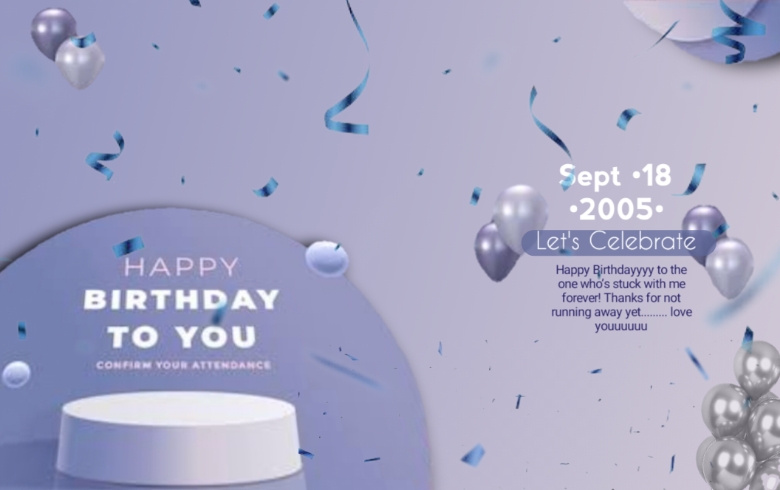 HAPPY
BIRTHDAY
TO YOU
CONFIRM YOUR ATTENDANCE
Sept •18
•2005•
Let's Celebrate
Happy Birthdayyyy to the
one who's stuck with me
forever! Thanks for not
running away yet......... love
youuuuuu